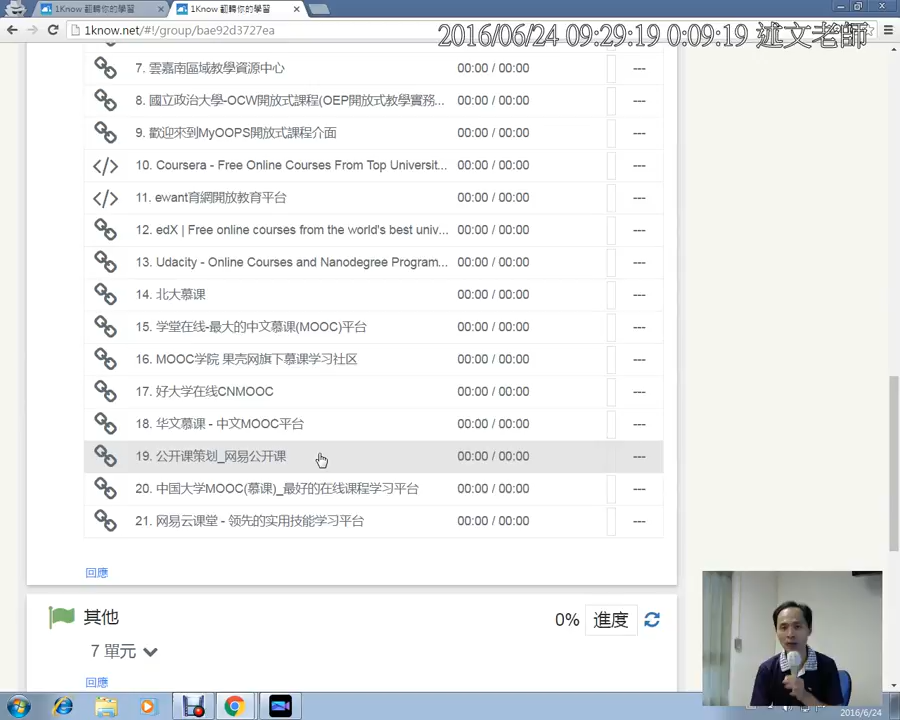 1Know 翻轉你的學習
1Know 翻轉你的學習
1know.net/#!/group/bae92d3727ea
2016/06/24 09:29:19 0:09:19 述文老師
7. 雲嘉南區域教學資源中心 00:00 / 00:00 ---
8. 國立政治大學-OCW開放式課程(OEP開放式教學實務... 00:00 / 00:00 ---
9. 歡迎來到MyOOPS開放式課程介面 00:00 / 00:00 ---
10. Coursera - Free Online Courses From Top Universit... 00:00 / 00:00 ---
11. ewant育網開放教育平台 00:00 / 00:00 ---
12. edX | Free online courses from the world's best univ... 00:00 / 00:00 ---
13. Udacity - Online Courses and Nanodegree Program... 00:00 / 00:00 ---
14. 北大慕课 00:00 / 00:00 ---
15. 学堂在线-最大的中文慕课(MOOC)平台 00:00 / 00:00 ---
16. MOOC学院 果壳网旗下慕课学习社区 00:00 / 00:00 ---
17. 好大学在线CNMOOC 00:00 / 00:00 ---
18. 华文慕课 - 中文MOOC平台 00:00 / 00:00 ---
19. 公开课策划_网易公开课 00:00 / 00:00 ---
20. 中国大学MOOC(慕课)_最好的在线课程学习平台 00:00 / 00:00 ---
21. 网易云课堂 - 领先的实用技能学习平台 00:00 / 00:00 ---
回應
其他 0% 進度
7 單元
回應
2016/6/24